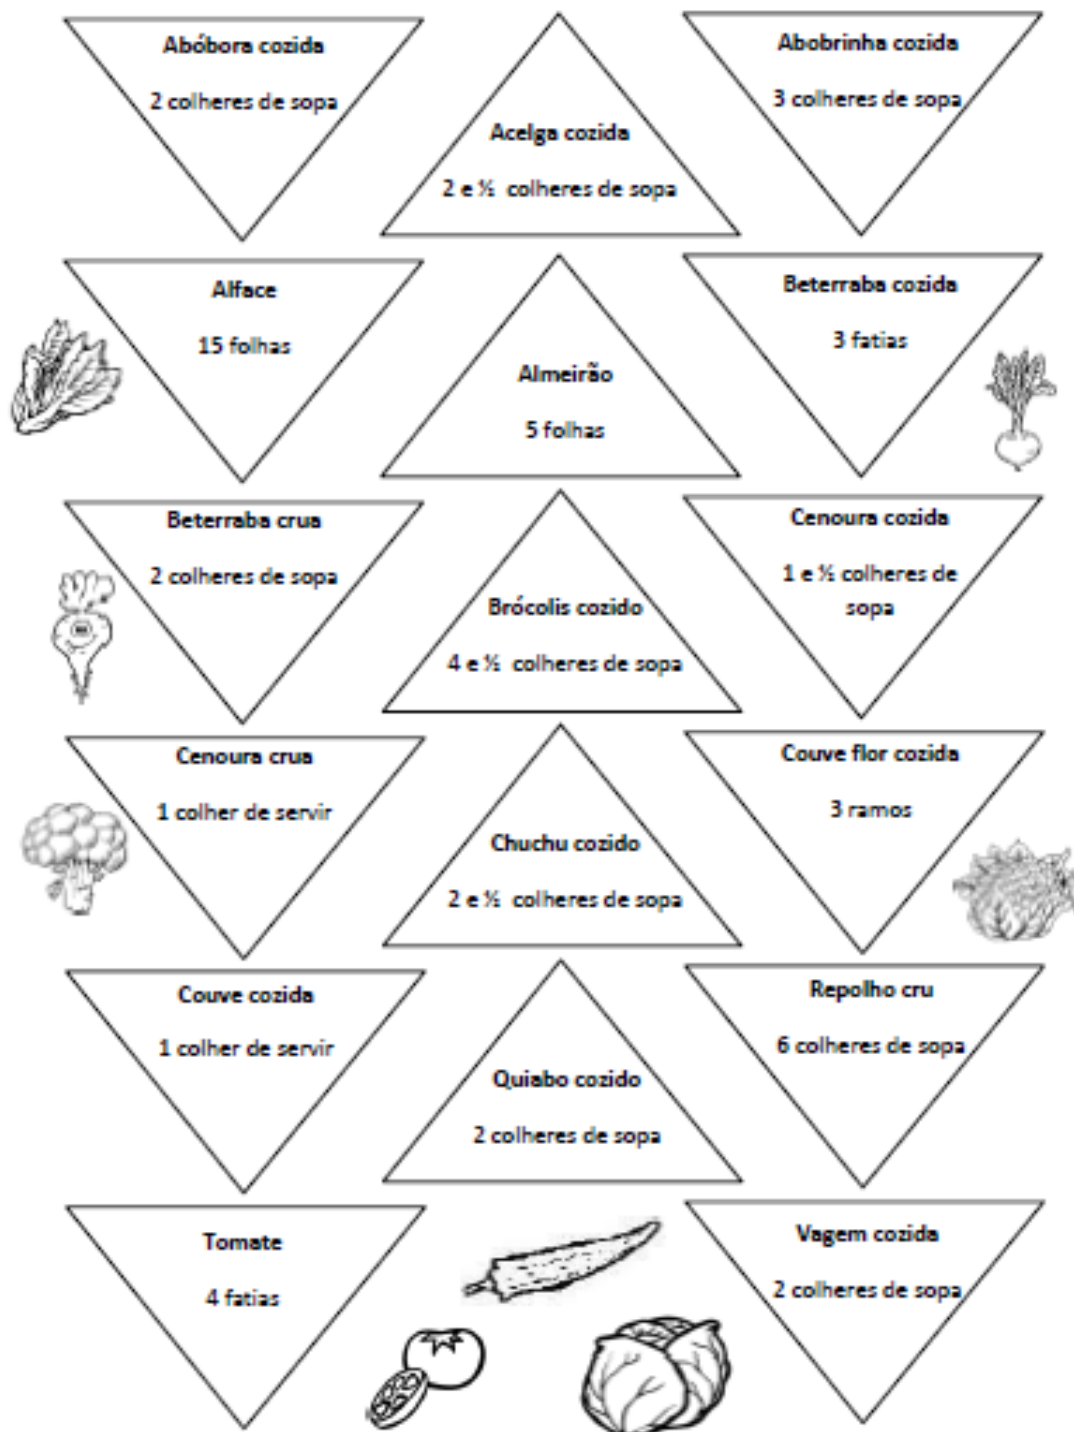 Abóbora cozida
2 colheres de sopa
Acelga cozida
2 e ½ colheres de sopa
Abobrinha cozida
3 colheres de sopa
Alface
15 folhas
Almeirão
5 folhas
Beterraba cozida
3 fatias
Beterraba crua
2 colheres de sopa
Brócolis cozido
4 e ½ colheres de sopa
Cenoura cozida
1 e ½ colheres de
sopa
Cenoura crua
1 colher de servir
Chuchu cozido
2 e ½ colheres de sopa
Couve flor cozida
3 ramos
Couve cozida
1 colher de servir
Quiabo cozido
2 colheres de sopa
Repolho cru
6 colheres de sopa
Tomate
4 fatias
Vagem cozida
2 colheres de sopa